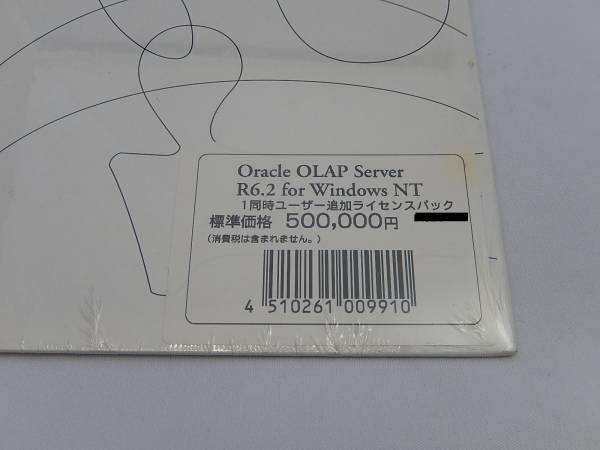 Oracle OLAP Server
R6.2 for Windows NT
1同時ユーザー追加ライセンスパック
標準価格 500,000円
(消費税は含まれません。)
4 510261 009910